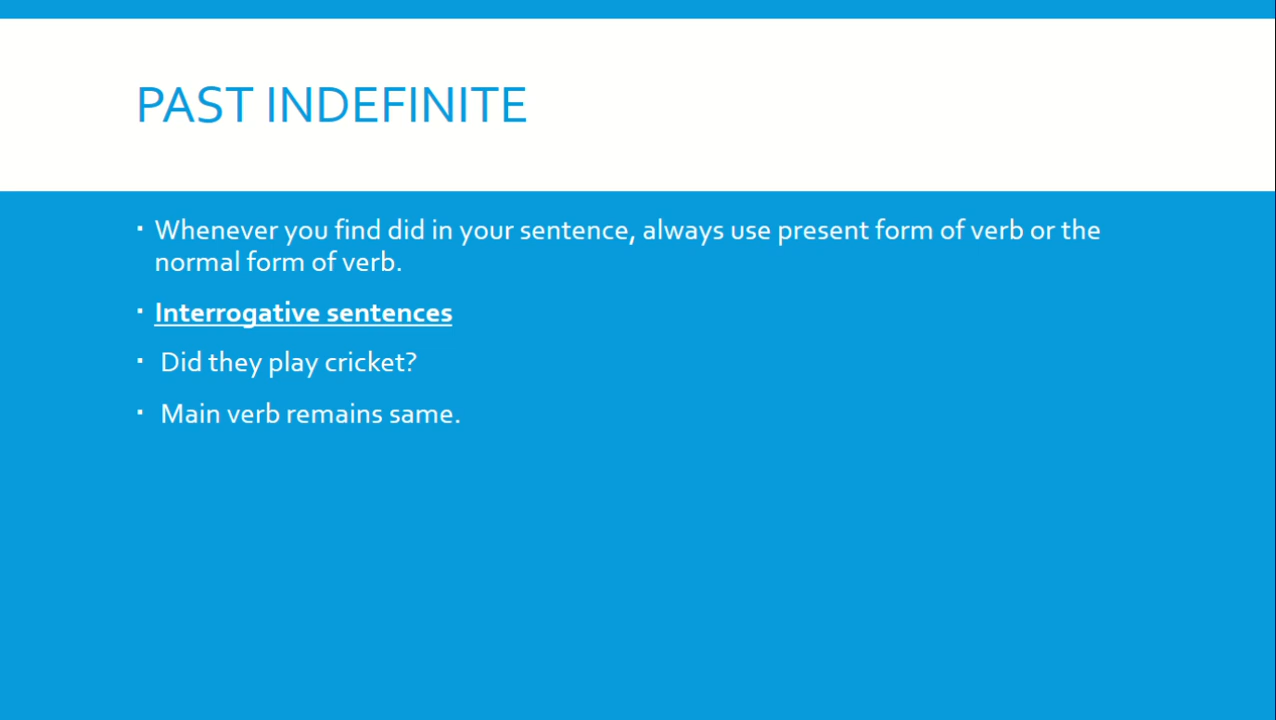 PAST INDEFINITE
▪ Whenever you find did in your sentence, always use present form of verb or the
normal form of verb.
▪ Interrogative sentences
▪ Did they play cricket?
▪ Main verb remains same.